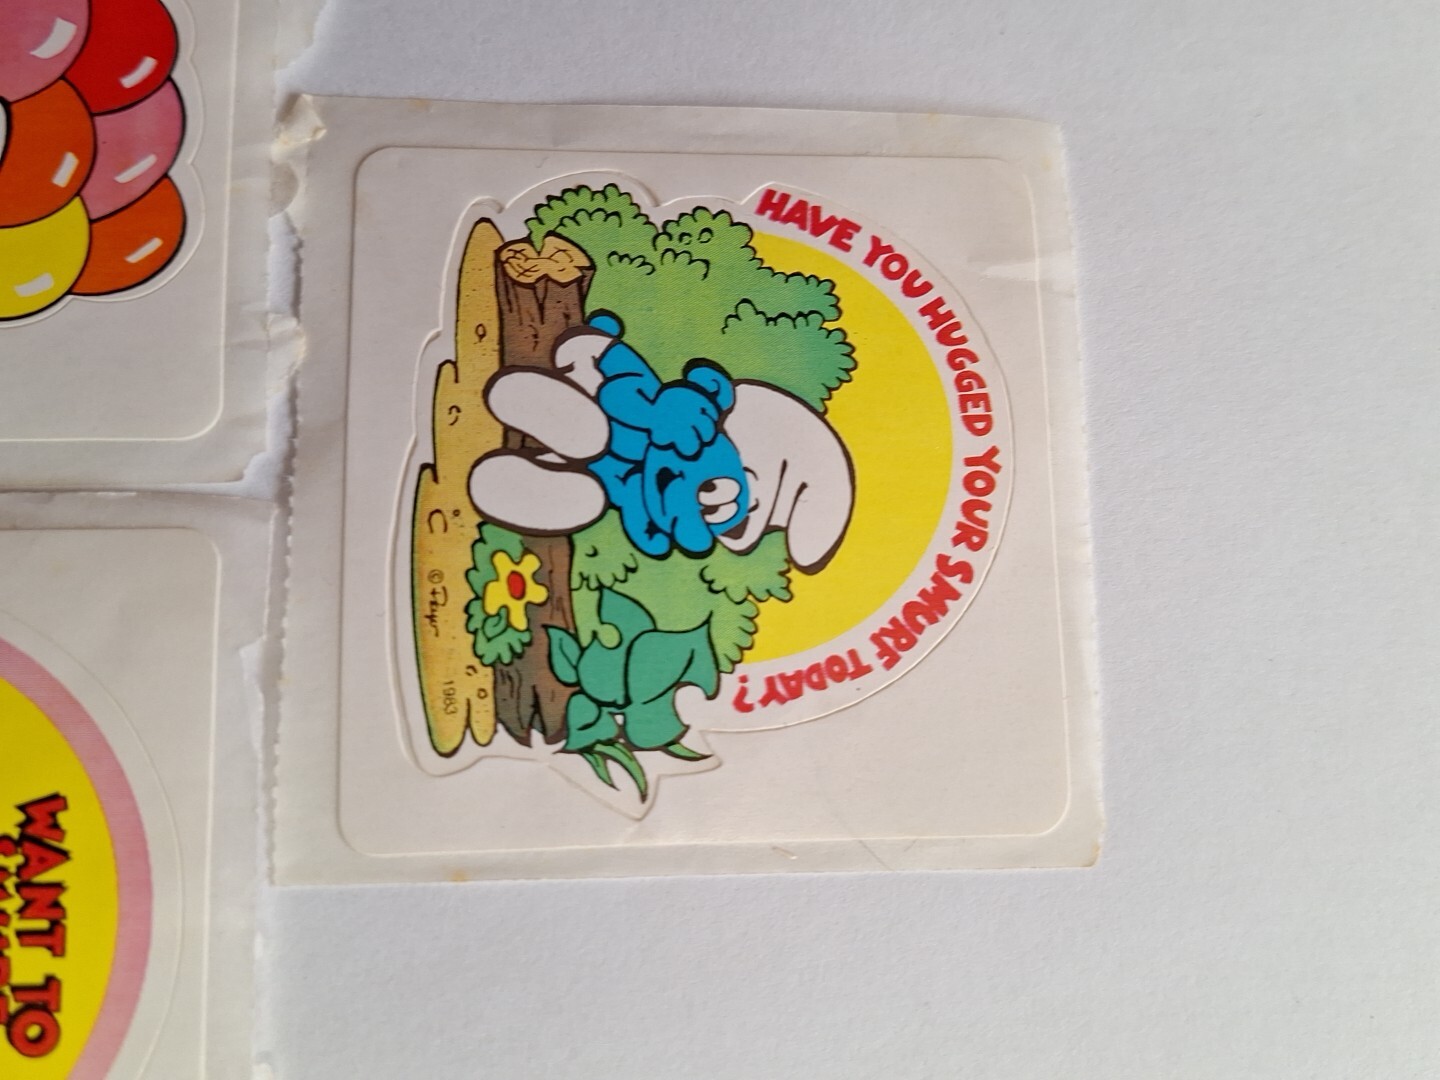 HAVE YOU HUGGED YOUR SMURF TODAY?
© Peyo 1983
WANT TO